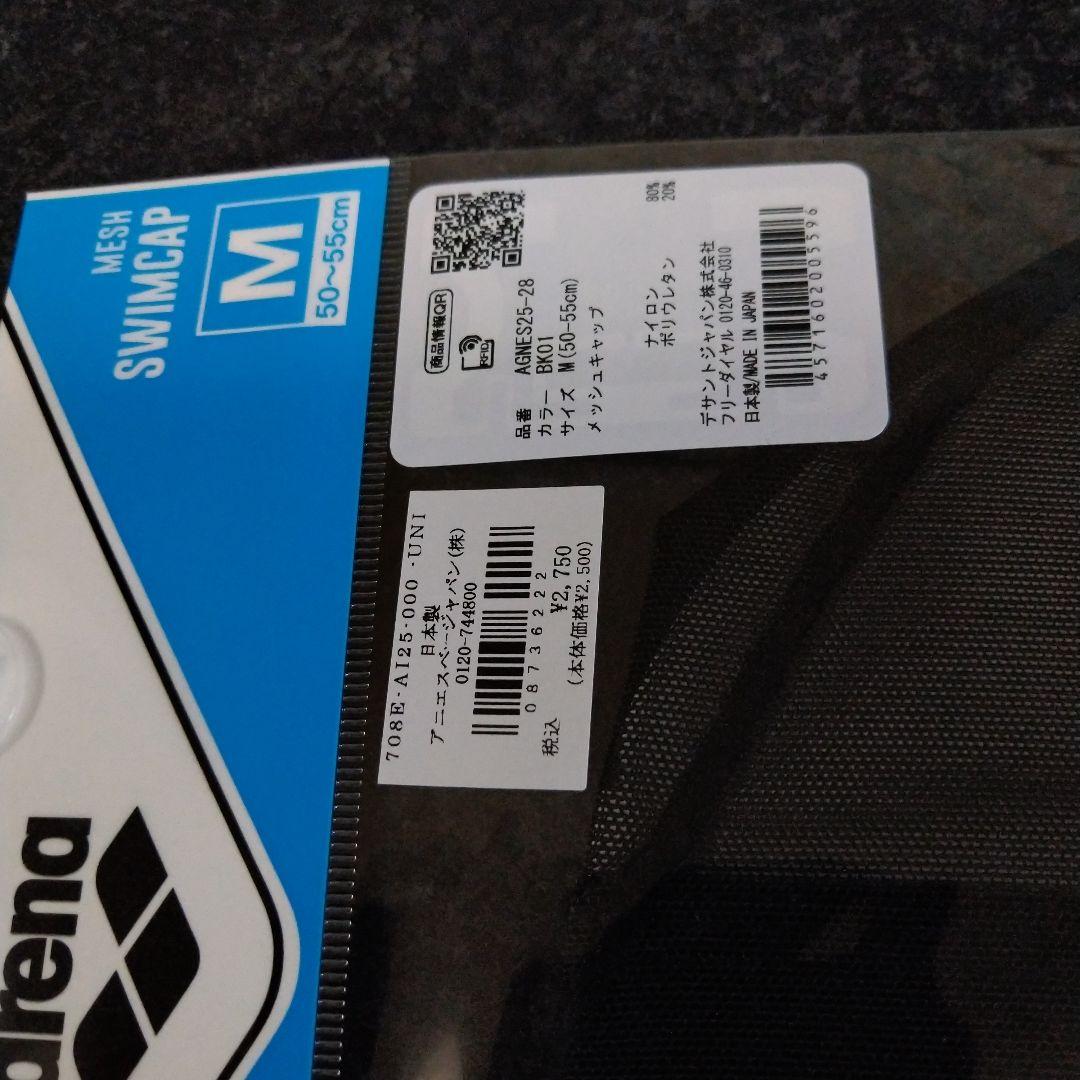 MESH
SWIMCAP
M
50~55cm
arena
商品情報QR
RFID
品番 AGNES25-28
カラー BK01
サイズ M(50-55cm)
メッシュキャップ
ナイロン 80%
ポリウレタン 20%
デサントジャパン株式会社
フリーダイヤル 0120-46-0310
日本製/MADE IN JAPAN
4571602005596
708E-AI25-000 -UNI
日本製
アニエスベージャパン(株)
0120-744800
08736222
税込 ¥2,750
(本体価格¥2,500)